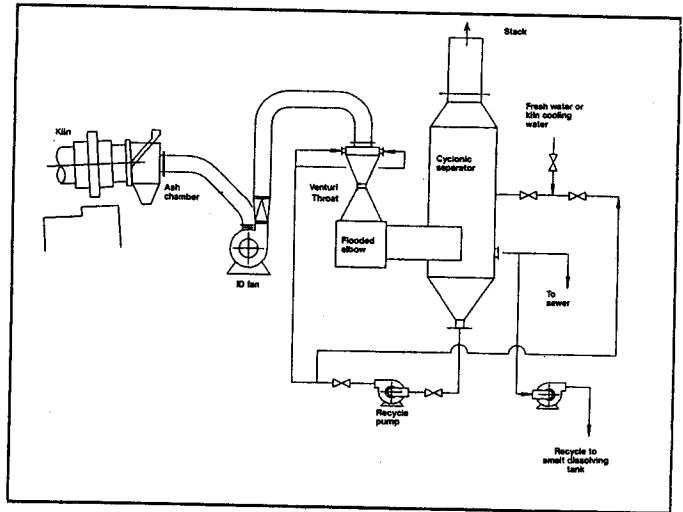 Stack
Fresh water or
kiln cooling
water
Kiln
Cyclonic
separator
Ash
chamber
Venturi
Throat
Flooded
elbow
ID fan
To
sewer
Recycle
pump
Recycle to
smelt dissolving
tank